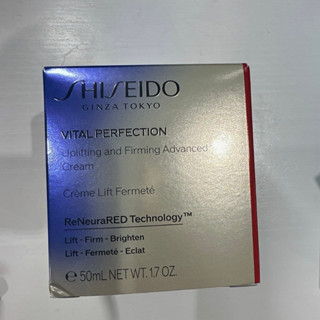 SHISEIDO
GINZA TOKYO
VITAL PERFECTION
Uplifting and Firming Advanced
Cream
Crème Lift Fermeté
ReNeuraRED Technology™
Lift - Firm - Brighten
Lift - Fermeté - Eclat
℮ 50mL NET WT. 1.7 OZ.